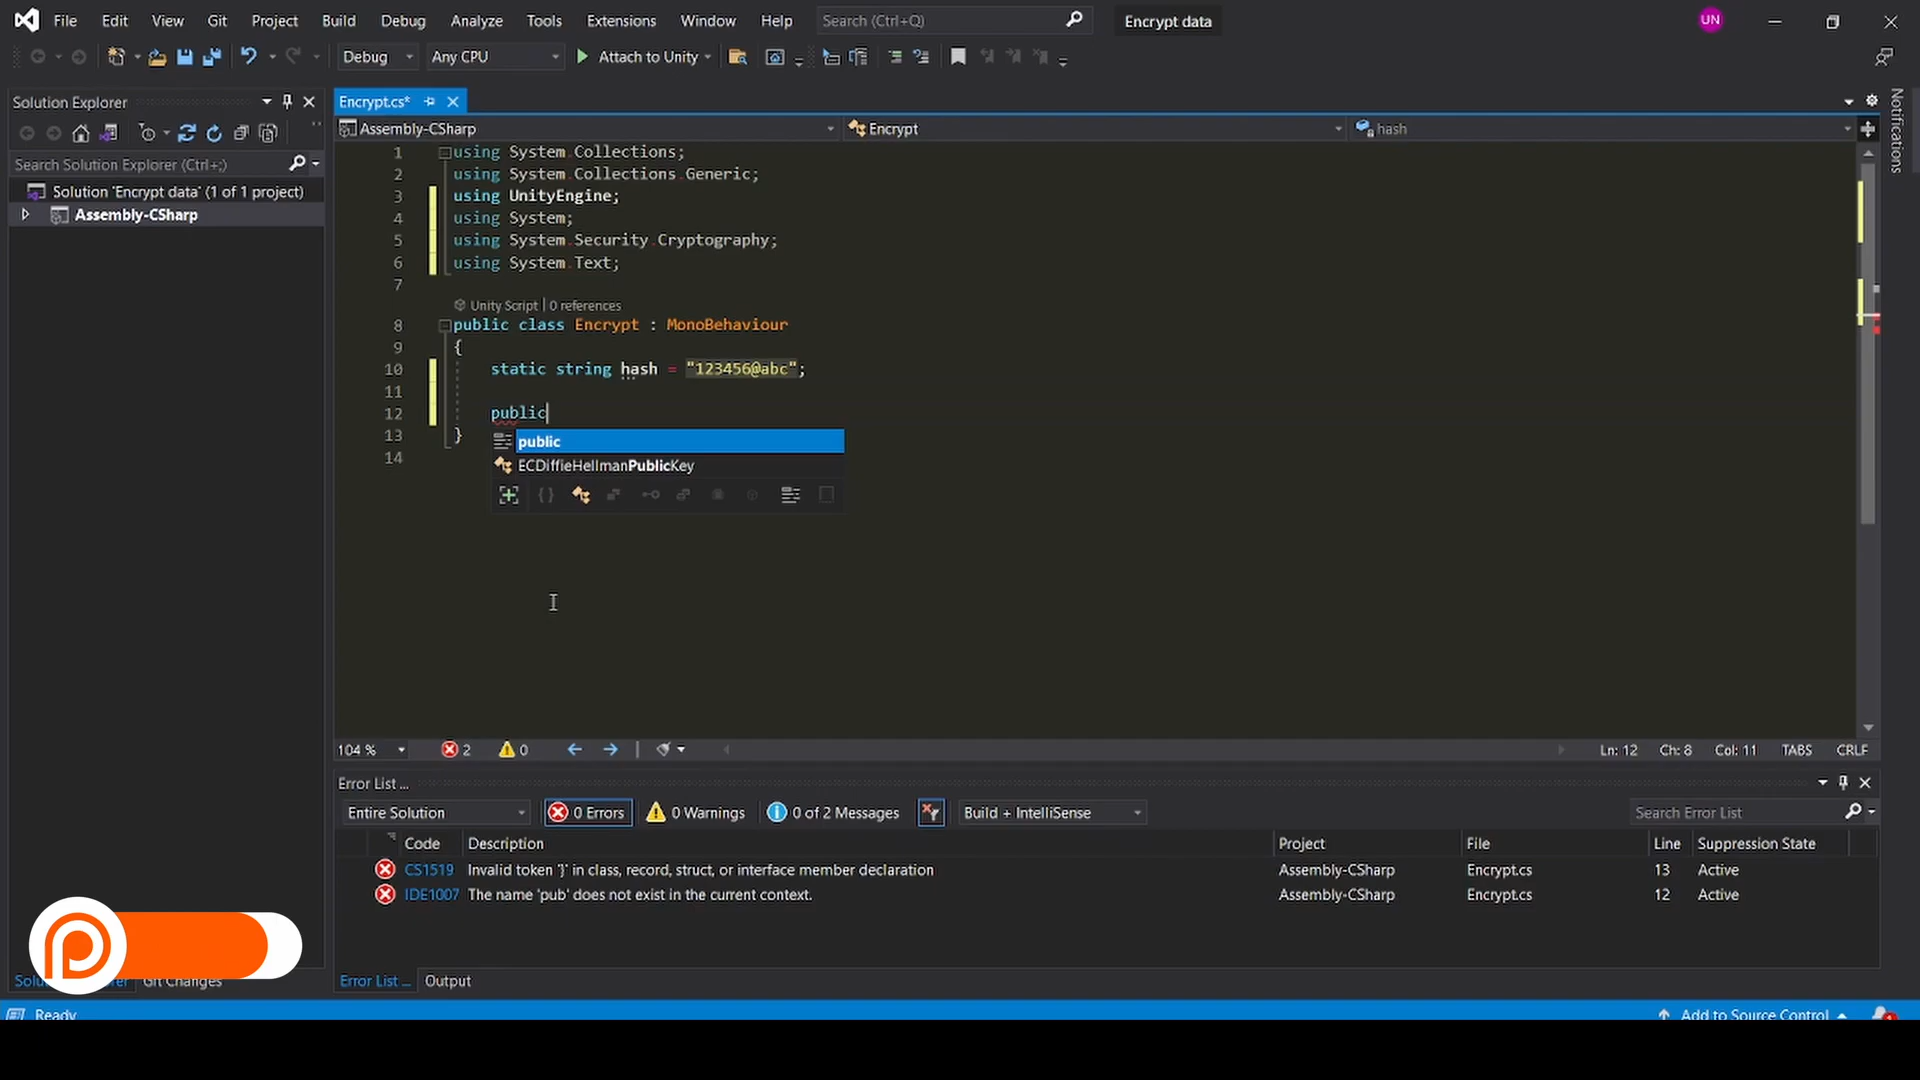 File Edit View Git Project Build Debug Analyze Tools Extensions Window Help Search (Ctrl+Q) Encrypt data UN
Debug Any CPU Attach to Unity
Solution Explorer
Search Solution Explorer (Ctrl+;)
Solution 'Encrypt data' (1 of 1 project)
Assembly-CSharp
Encrypt.cs*
Assembly-CSharp Encrypt hash
Notifications
1 using System.Collections;
2 using System.Collections.Generic;
3 using UnityEngine;
4 using System;
5 using System.Security.Cryptography;
6 using System.Text;
7
Unity Script | 0 references
8 public class Encrypt : MonoBehaviour
9 {
10 static string hash = "123456@abc";
11
12 public
13 }
14
public
ECDiffieHellmanPublicKey
104 % 2 0 Ln: 12 Ch: 8 Col: 11 TABS CRLF
Error List ...
Entire Solution 0 Errors 0 Warnings 0 of 2 Messages Build + IntelliSense Search Error List
Code Description Project File Line Suppression State
CS1519 Invalid token '}' in class, record, struct, or interface member declaration Assembly-CSharp Encrypt.cs 13 Active
IDE1007 The name 'pub' does not exist in the current context. Assembly-CSharp Encrypt.cs 12 Active
Git Changes Error List ... Output
Ready Add to Source Control